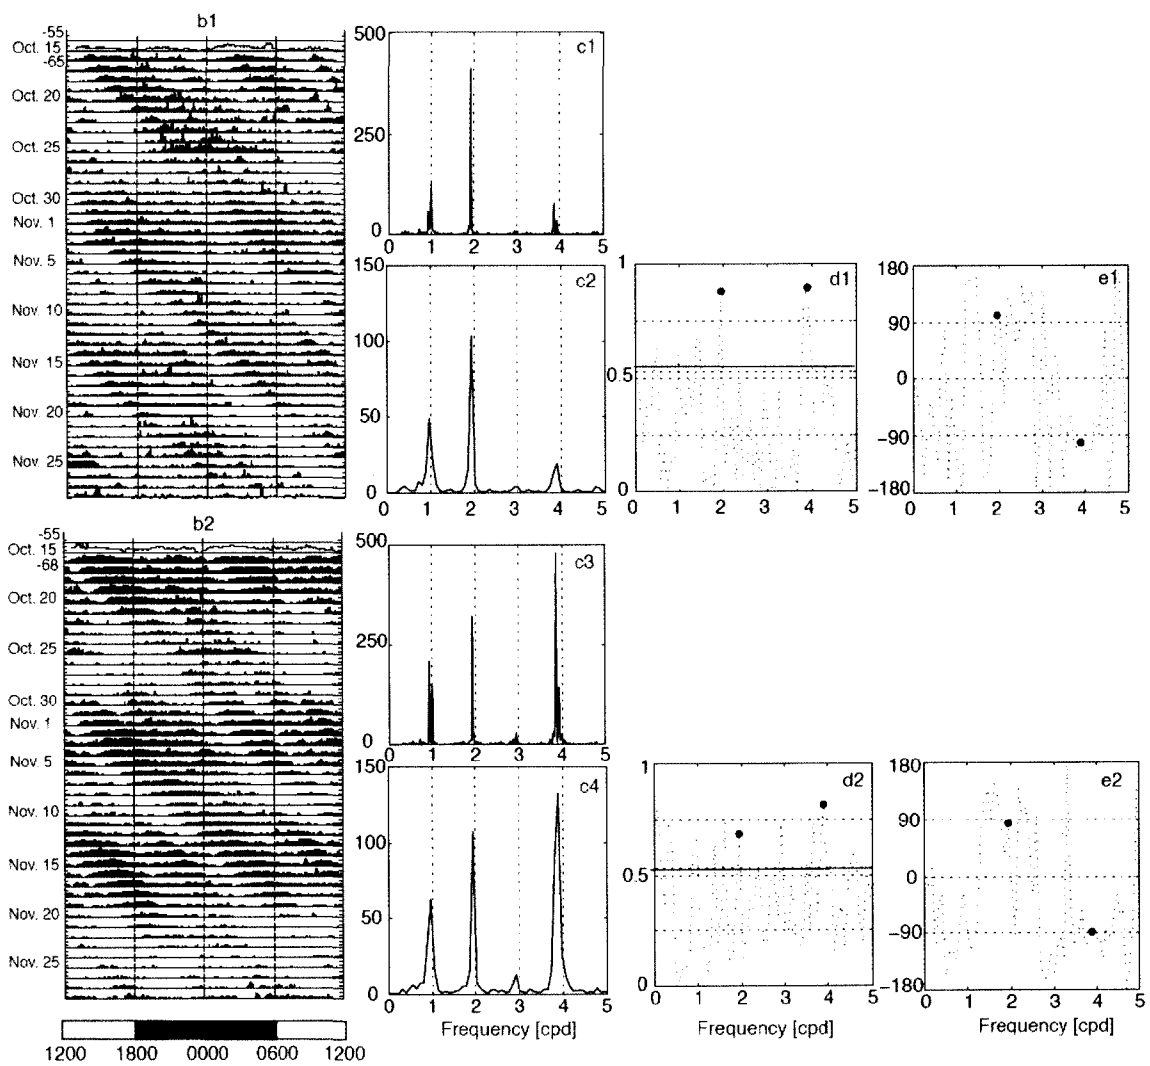 b1
-55
Oct. 15
-65
Oct. 20
Oct. 25
Oct. 30
Nov. 1
Nov. 5
Nov. 10
Nov. 15
Nov. 20
Nov. 25
c1
500
250
0
1 2 3 4 5
c2
150
100
50
0
0 1 2 3 4 5
d1
1
0.5
0
0 1 2 3 4 5
e1
180
90
0
-90
-180
0 1 2 3 4 5
b2
-55
Oct. 15
-68
Oct. 20
Oct. 25
Oct. 30
Nov. 1
Nov. 5
Nov. 10
Nov. 15
Nov. 20
Nov. 25
1200 1800 0000 0600 1200
c3
500
250
0
0 1 2 3 4 5
c4
150
100
50
0
0 1 2 3 4 5
Frequency [cpd]
d2
1
0.5
0
0 1 2 3 4 5
Frequency [cpd]
e2
180
90
0
-90
-180
0 1 2 3 4 5
Frequency [cpd]